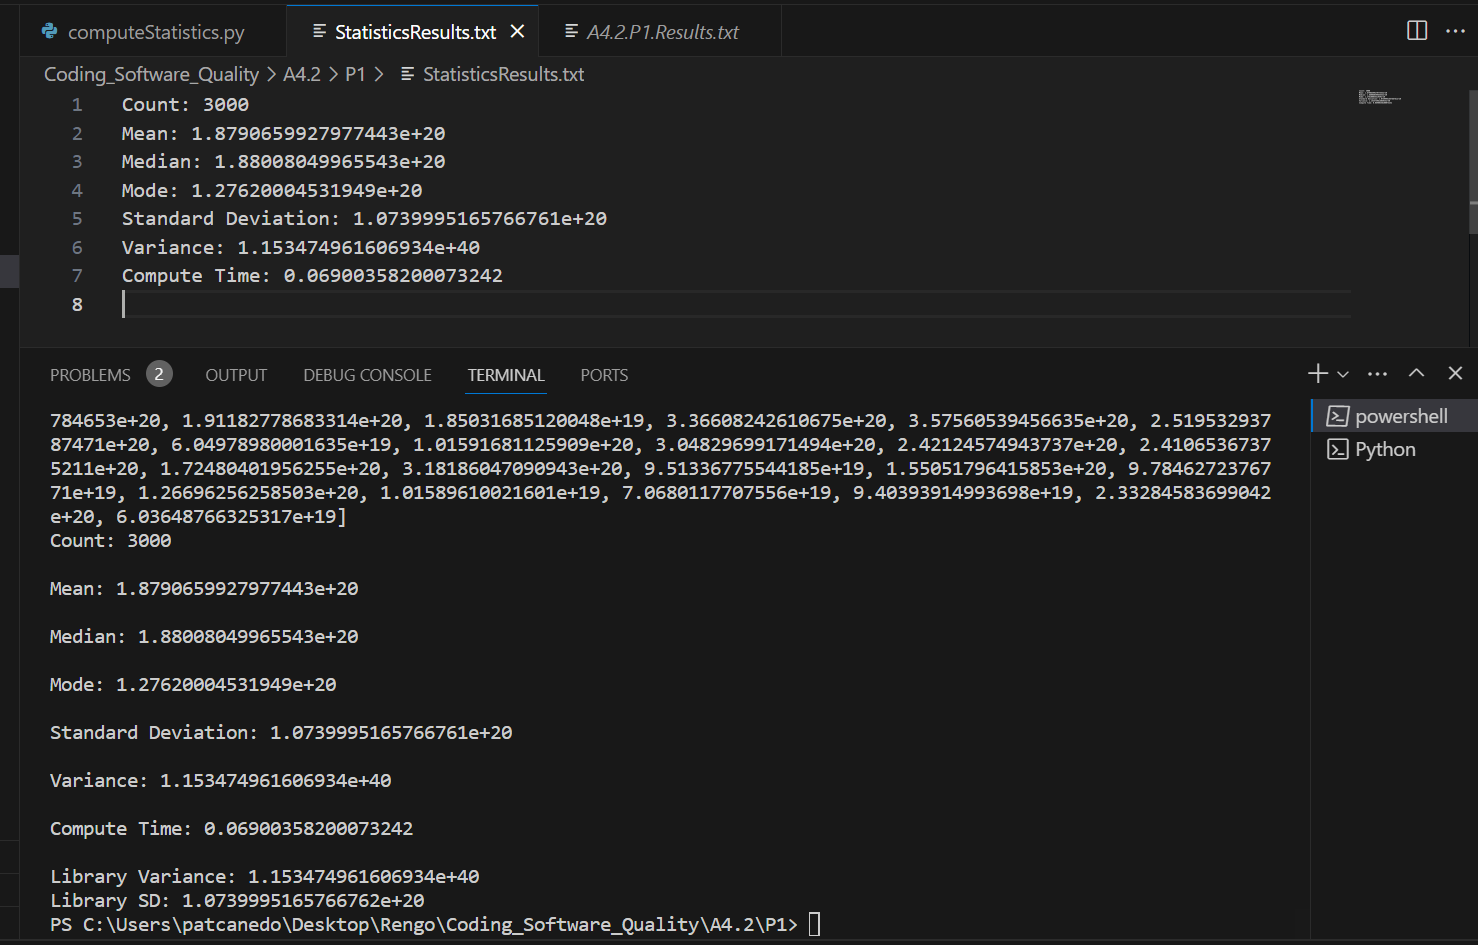 computeStatistics.py
StatisticsResults.txt
A4.2.P1.Results.txt
Coding_Software_Quality > A4.2 > P1 > StatisticsResults.txt
1 Count: 3000
2 Mean: 1.8790659927977443e+20
3 Median: 1.88008049965543e+20
4 Mode: 1.27620004531949e+20
5 Standard Deviation: 1.0739995165766761e+20
6 Variance: 1.153474961606934e+40
7 Compute Time: 0.06900358200073242
8
PROBLEMS 2 OUTPUT DEBUG CONSOLE TERMINAL PORTS
784653e+20, 1.91182778683314e+20, 1.85031685120048e+19, 3.36608242610675e+20, 3.57560539456635e+20, 2.519532937
87471e+20, 6.04978980001635e+19, 1.01591681125909e+20, 3.04829699171494e+20, 2.42124574943737e+20, 2.4106536737
5211e+20, 1.72480401956255e+20, 3.18186047090943e+20, 9.51336775544185e+19, 1.55051796415853e+20, 9.78462723766
71e+19, 1.26696256258503e+20, 1.01589610021601e+19, 7.0680117707556e+19, 9.40393914993698e+19, 2.33284583699042
e+20, 6.03648766325317e+19]
Count: 3000
Mean: 1.8790659927977443e+20
Median: 1.88008049965543e+20
Mode: 1.27620004531949e+20
Standard Deviation: 1.0739995165766761e+20
Variance: 1.153474961606934e+40
Compute Time: 0.06900358200073242
Library Variance: 1.153474961606934e+40
Library SD: 1.0739995165766762e+20
PS C:\Users\patcanedo\Desktop\Rengo\Coding_Software_Quality\A4.2\P1>
powershell
Python